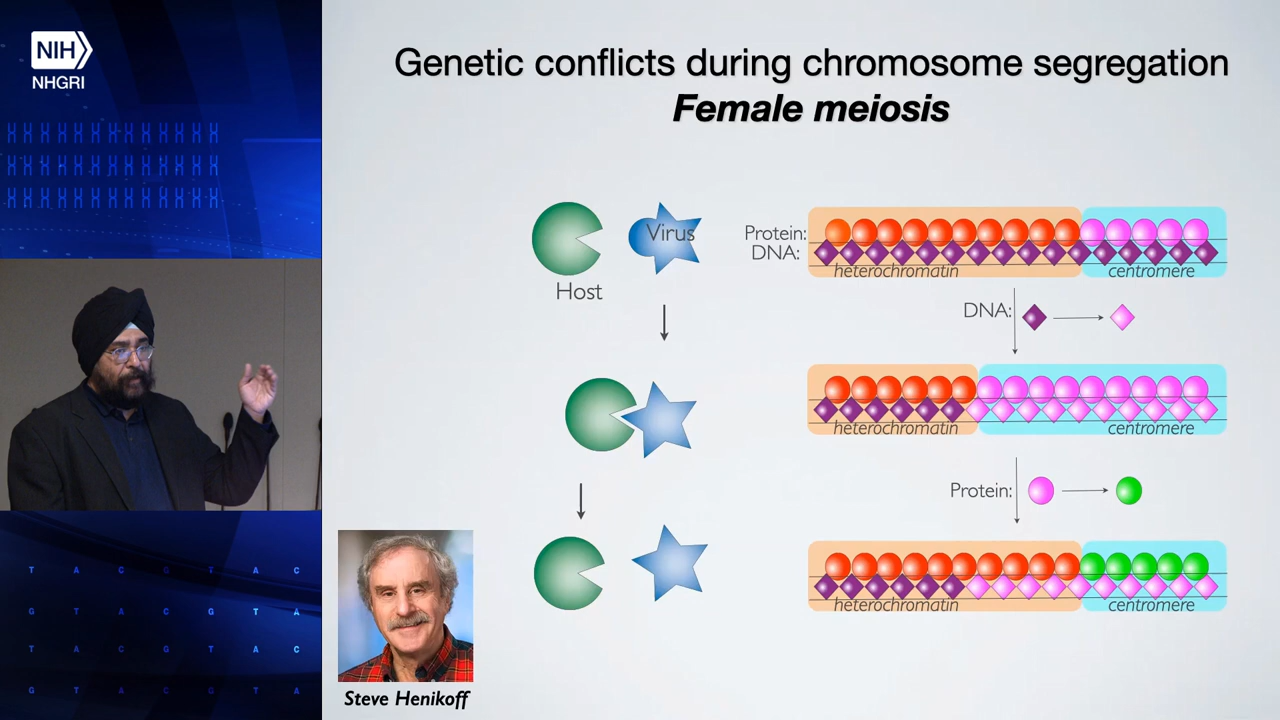 NIH
NHGRI
T A C G T A C
G T A C G T A
T A C G T A C
G T A C G T A
Genetic conflicts during chromosome segregation
Female meiosis
Virus
Host
Protein:
DNA:
heterochromatin centromere
DNA:
heterochromatin centromere
Protein:
heterochromatin centromere
Steve Henikoff